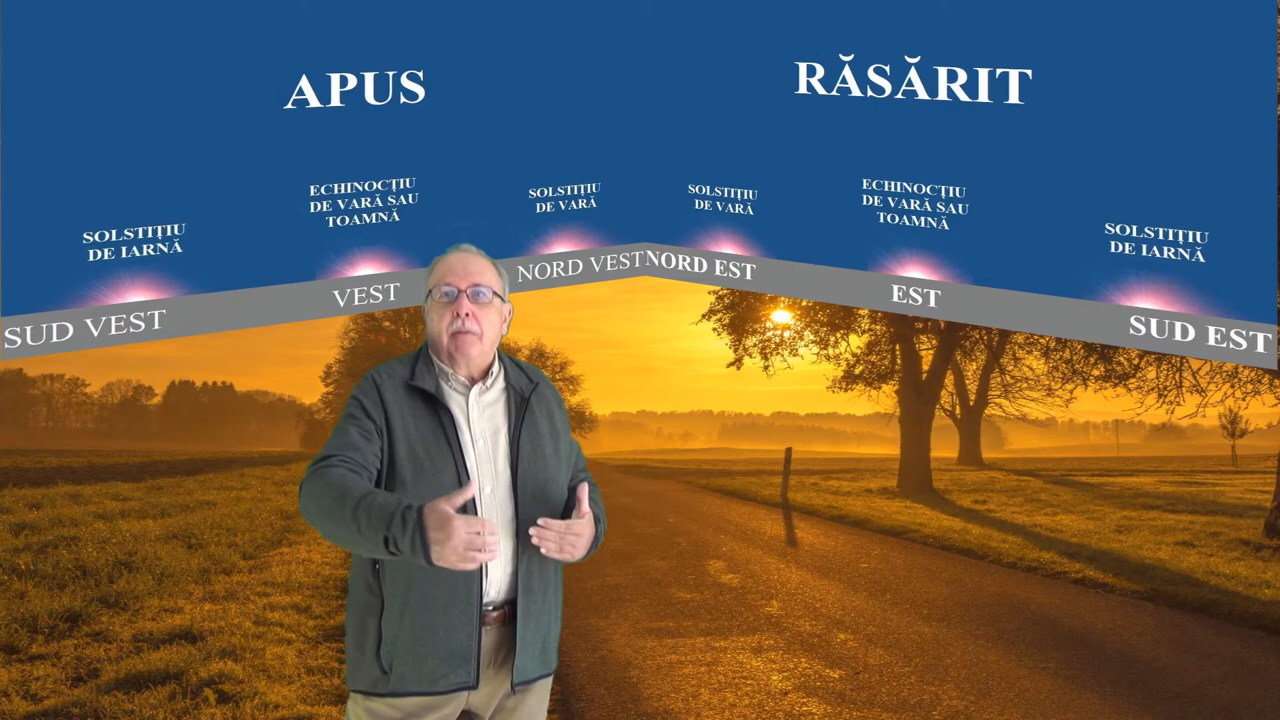 APUS
RĂSĂRIT
SOLSTIȚIU
DE IARNĂ
ECHINOCȚIU
DE VARĂ SAU
TOAMNĂ
SOLSTIȚIU
DE VARĂ
SOLSTIȚIU
DE VARĂ
ECHINOCȚIU
DE VARĂ SAU
TOAMNĂ
SOLSTIȚIU
DE IARNĂ
SUD VEST
VEST
NORD VEST
NORD EST
EST
SUD EST